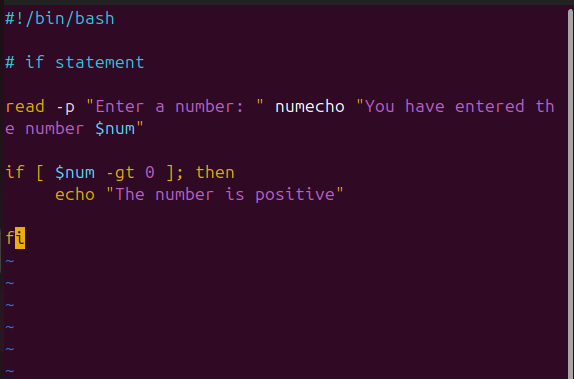 #!/bin/bash
# if statement
read -p "Enter a number: " numecho "You have entered th
e number $num"
if [ $num -gt 0 ]; then
echo "The number is positive"
fi
~
~
~
~
~
~